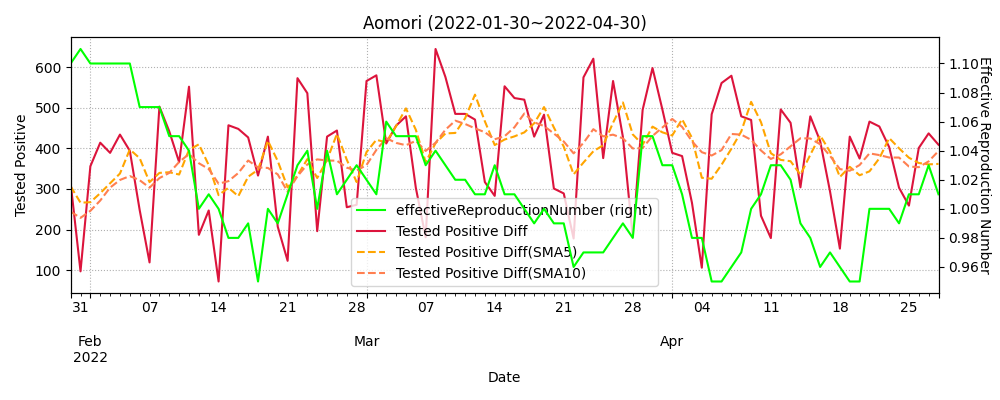 Aomori (2022-01-30~2022-04-30)
Tested Positive
600
500
400
300
200
100
1.10
1.08
1.06
1.04
1.02
1.00
0.98
0.96
Effective Reproduction Number
effectiveReproductionNumber (right)
Tested Positive Diff
Tested Positive Diff(SMA5)
Tested Positive Diff(SMA10)
31 07 14 21 28 07 14 21 28 04 11 18 25
Feb Mar Apr
2022
Date